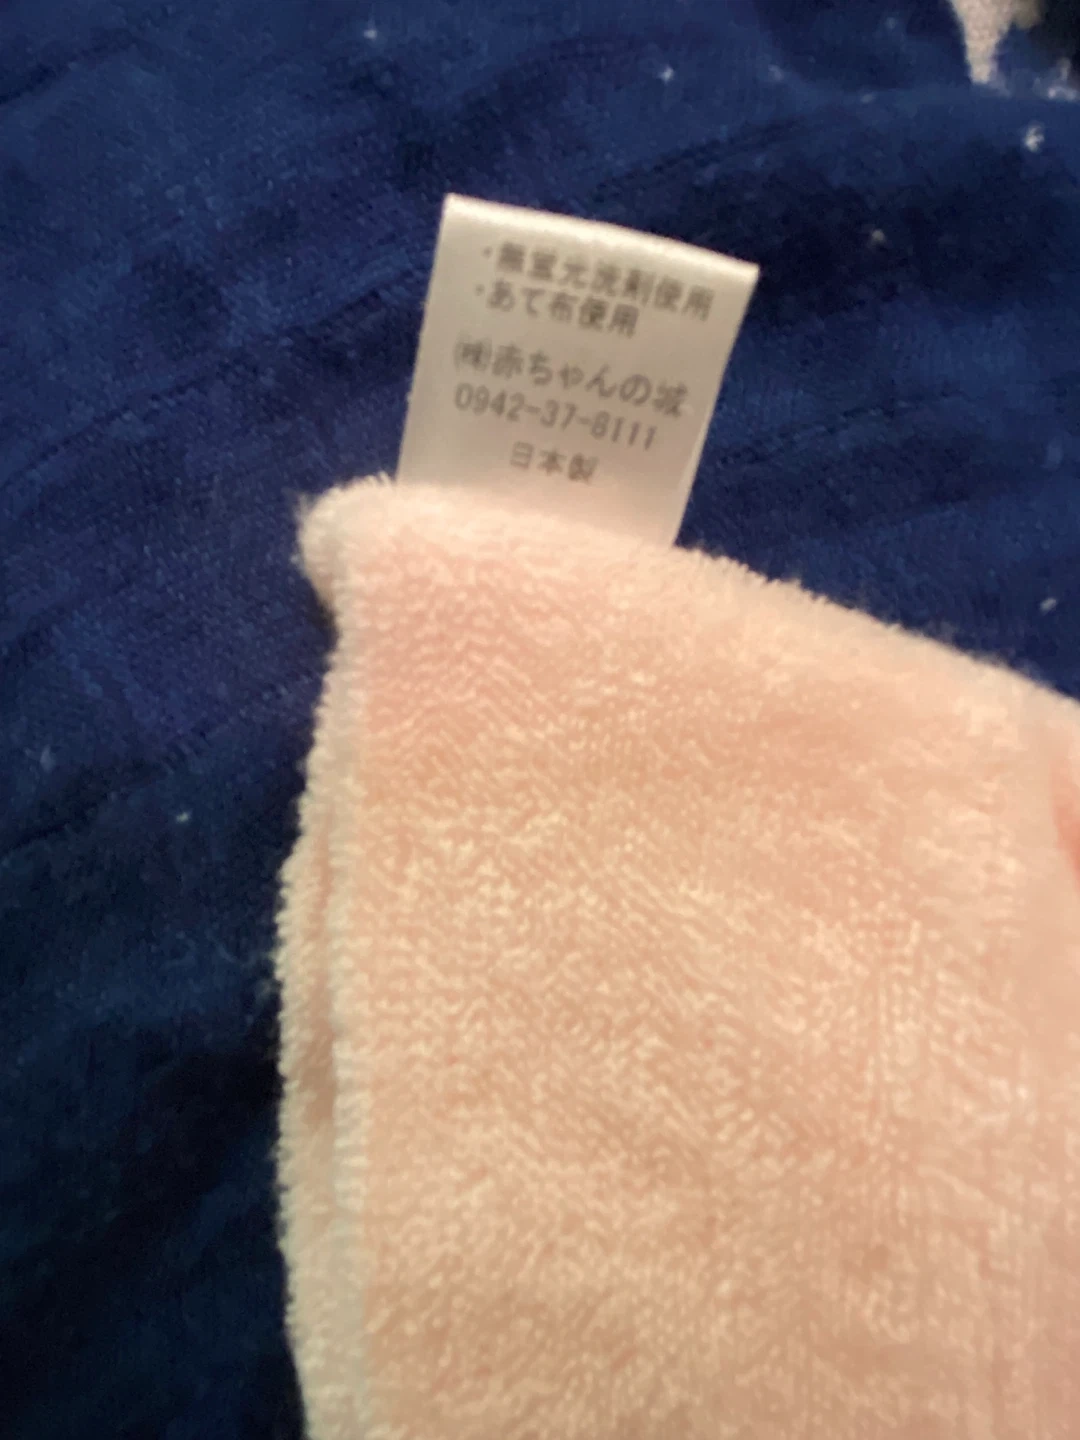 ・無蛍光洗剤使用
・あて布使用
㈱赤ちゃんの城
0942-37-8111
日本製